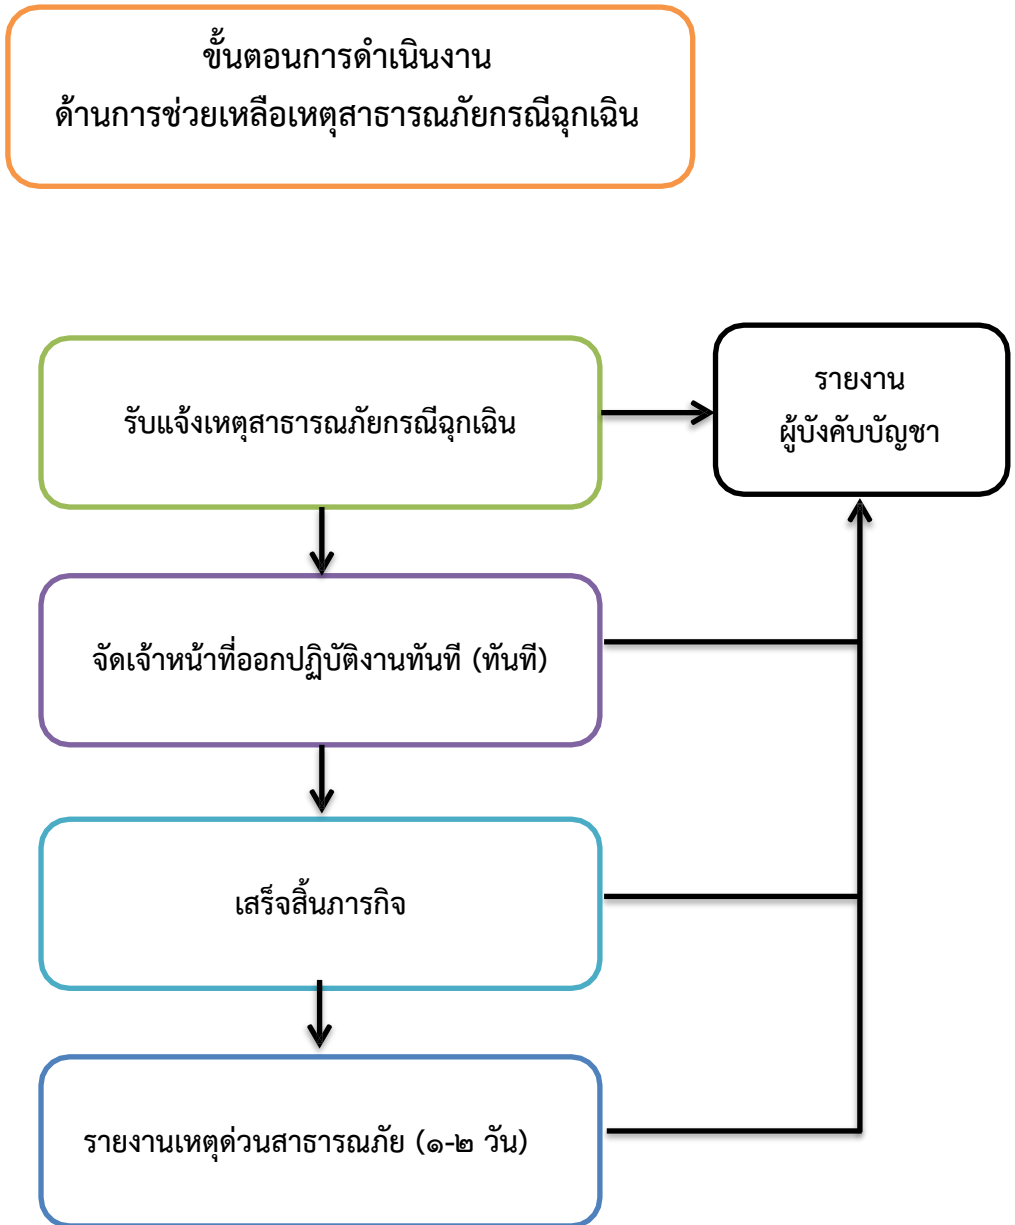 ขั้นตอนการดำเนินงาน
ด้านการช่วยเหลือเหตุสาธารณภัยกรณีฉุกเฉิน
รับแจ้งเหตุสาธารณภัยกรณีฉุกเฉิน
รายงาน
ผู้บังคับบัญชา
จัดเจ้าหน้าที่ออกปฏิบัติงานทันที (ทันที)
เสร็จสิ้นภารกิจ
รายงานเหตุด่วนสาธารณภัย (๑-๒ วัน)